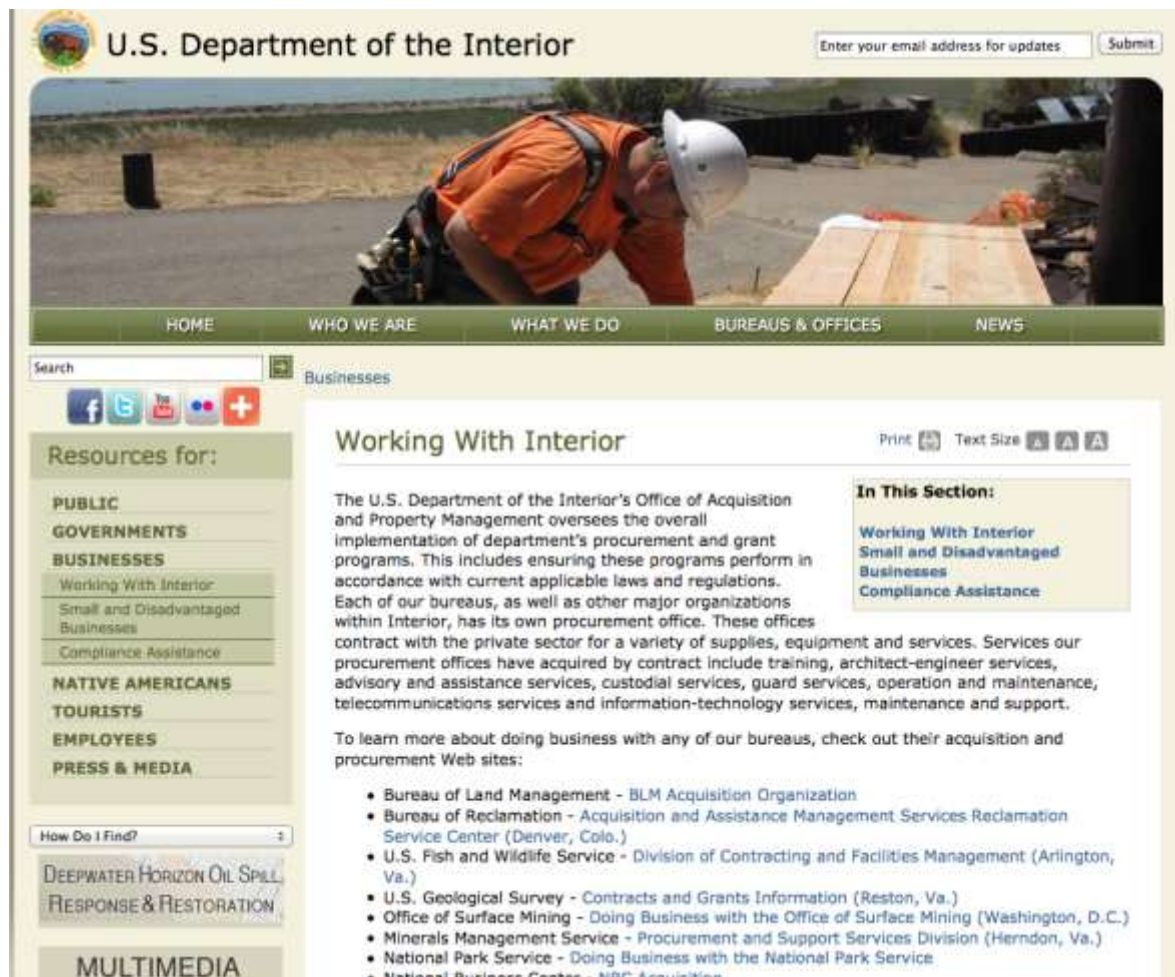 U.S. Department of the Interior
Enter your email address for updates
Submit
HOME
WHO WE ARE
WHAT WE DO
BUREAUS & OFFICES
NEWS
Search
Businesses
Resources for:
PUBLIC
GOVERNMENTS
BUSINESSES
Working With Interior
Small and Disadvantaged
Businesses
Compliance Assistance
NATIVE AMERICANS
TOURISTS
EMPLOYEES
PRESS & MEDIA
How Do I Find?
DEEPWATER HORIZON OIL SPILL
RESPONSE & RESTORATION
MULTIMEDIA
Working With Interior
Print
Text Size A A A
In This Section:
Working With Interior
Small and Disadvantaged
Businesses
Compliance Assistance
The U.S. Department of the Interior's Office of Acquisition
and Property Management oversees the overall
implementation of department's procurement and grant
programs. This includes ensuring these programs perform in
accordance with current applicable laws and regulations.
Each of our bureaus, as well as other major organizations
within Interior, has its own procurement office. These offices
contract with the private sector for a variety of supplies, equipment and services. Services our
procurement offices have acquired by contract include training, architect-engineer services,
advisory and assistance services, custodial services, guard services, operation and maintenance,
telecommunications services and information-technology services, maintenance and support.
To learn more about doing business with any of our bureaus, check out their acquisition and
procurement Web sites:
• Bureau of Land Management - BLM Acquisition Organization
• Bureau of Reclamation - Acquisition and Assistance Management Services Reclamation
Service Center (Denver, Colo.)
• U.S. Fish and Wildlife Service - Division of Contracting and Facilities Management (Arlington,
Va.)
• U.S. Geological Survey - Contracts and Grants Information (Reston, Va.)
• Office of Surface Mining - Doing Business with the Office of Surface Mining (Washington, D.C.)
• Minerals Management Service - Procurement and Support Services Division (Herndon, Va.)
• National Park Service - Doing Business with the National Park Service
• National Business Center - NBC Acquisition